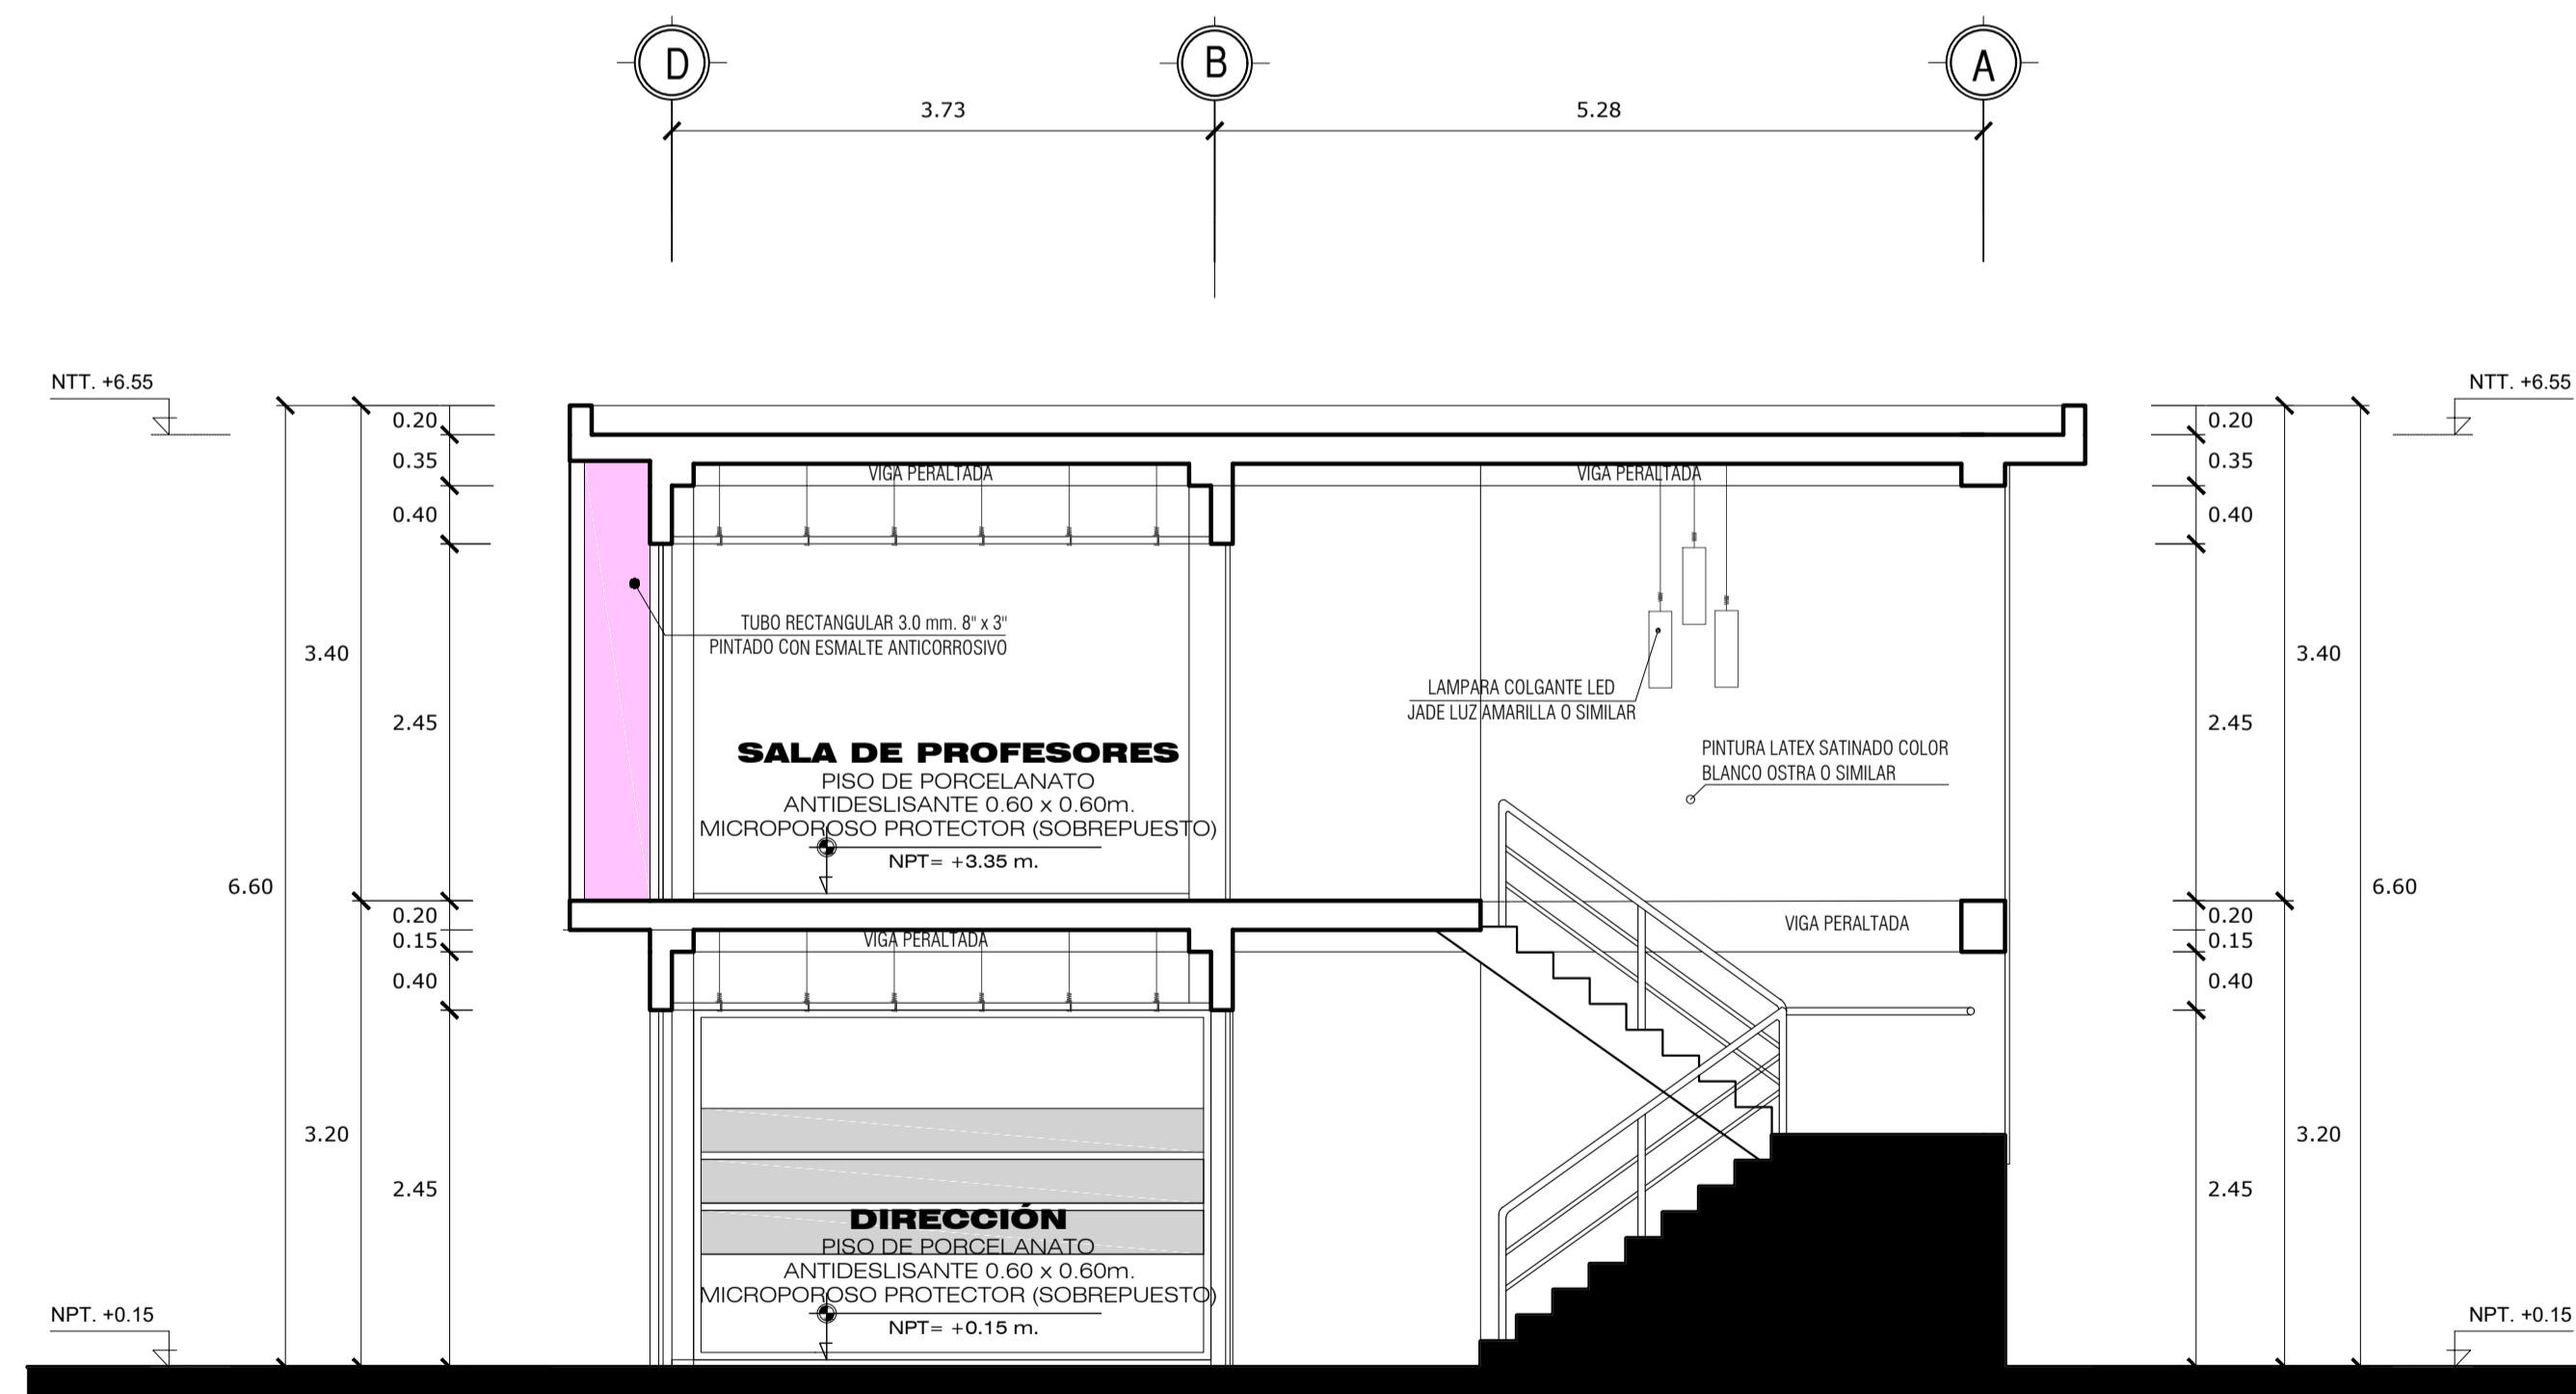 D
B
A
3.73
5.28
NTT. +6.55
NTT. +6.55
0.20
0.20
0.35
0.35
VIGA PERALTADA
VIGA PERALTADA
0.40
0.40
TUBO RECTANGULAR 3.0 mm. 8" x 3"
PINTADO CON ESMALTE ANTICORROSIVO
3.40
3.40
LAMPARA COLGANTE LED
JADE LUZ AMARILLA O SIMILAR
2.45
2.45
SALA DE PROFESORES
PISO DE PORCELANATO
ANTIDESLISANTE 0.60 x 0.60m.
MICROPOROSO PROTECTOR (SOBREPUESTO)
NPT= +3.35 m.
PINTURA LATEX SATINADO COLOR
BLANCO OSTRA O SIMILAR
6.60
6.60
0.20
0.20
VIGA PERALTADA
0.15
0.15
VIGA PERALTADA
0.40
0.40
3.20
3.20
2.45
2.45
DIRECCIÓN
PISO DE PORCELANATO
ANTIDESLISANTE 0.60 x 0.60m.
MICROPOROSO PROTECTOR (SOBREPUESTO)
NPT= +0.15 m.
NPT. +0.15
NPT. +0.15